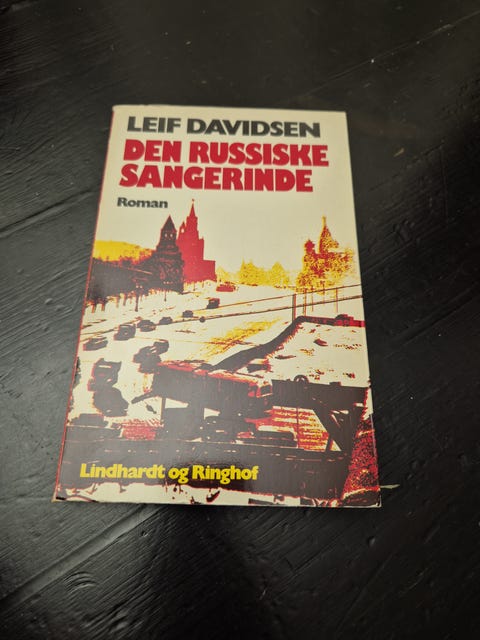 LEIF DAVIDSEN
DEN RUSSISKE
SANGERINDE
Roman
Lindhardt og Ringhof